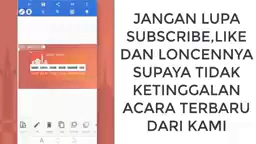 JANGAN LUPA
SUBSCRIBE,LIKE
DAN LONCENNYA
SUPAYA TIDAK
KETINGGALAN
ACARA TERBARU
DARI KAMI